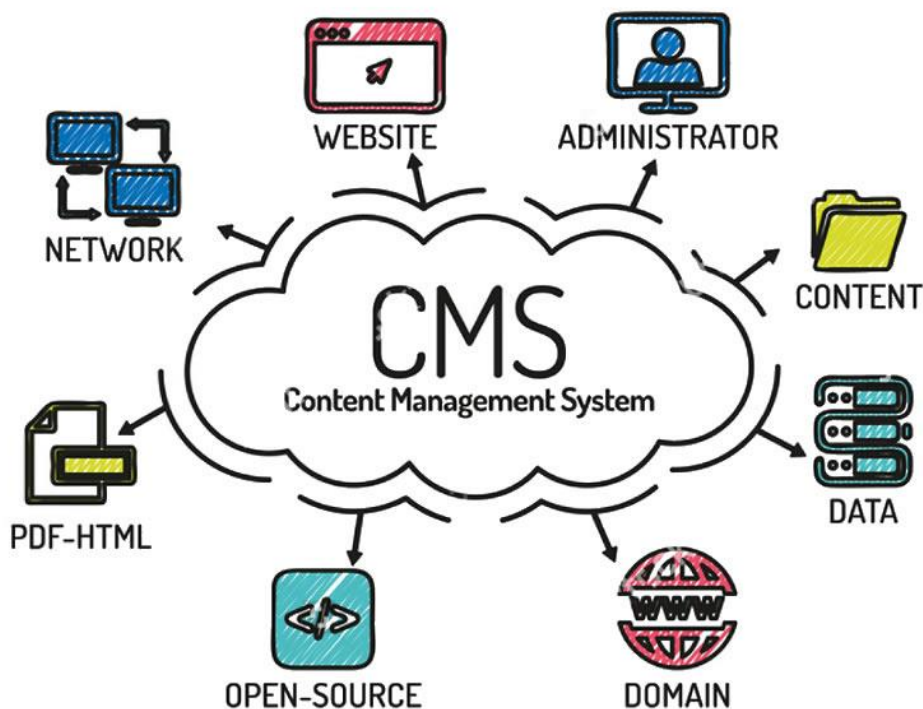 WEBSITE
ADMINISTRATOR
NETWORK
CONTENT
CMS
Content Management System
PDF-HTML
DATA
</>
WWW
OPEN-SOURCE
DOMAIN